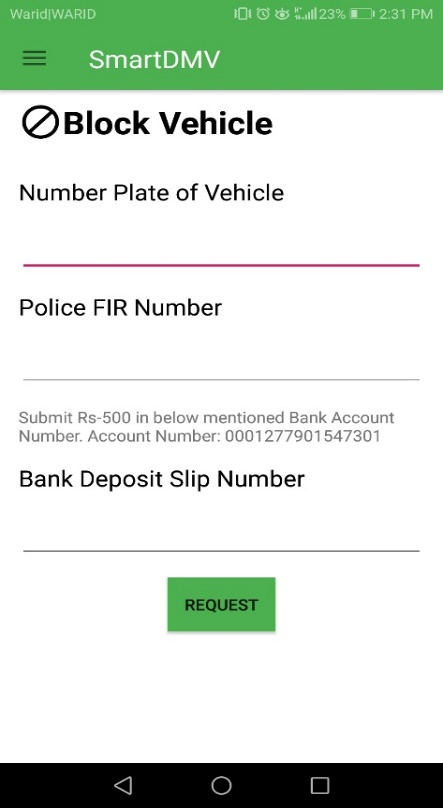 Warid|WARID 23% 2:31 PM
SmartDMV
Block Vehicle
Number Plate of Vehicle
Police FIR Number
Submit Rs-500 in below mentioned Bank Account
Number. Account Number: 0001277901547301
Bank Deposit Slip Number
REQUEST